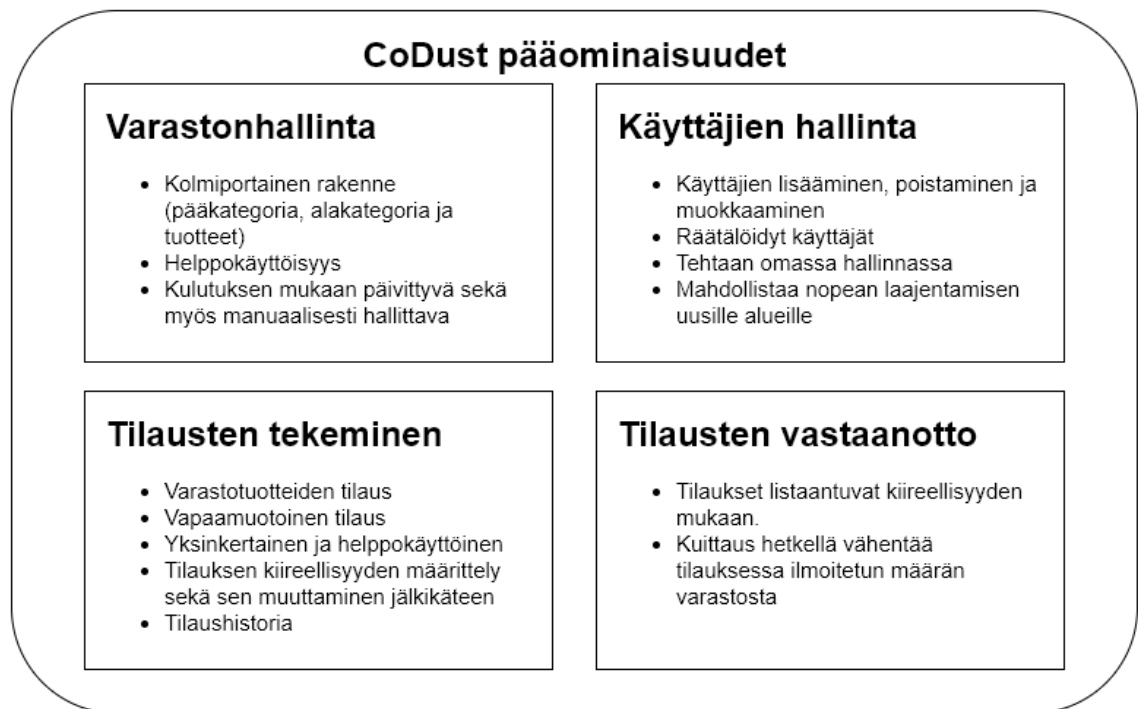 CoDust pääominaisuudet
Varastonhallinta
• Kolmiportainen rakenne
(pääkategoria, alakategoria ja
tuotteet)
• Helppokäyttöisyys
• Kulutuksen mukaan päivittyvä sekä
myös manuaalisesti hallittava
Käyttäjien hallinta
• Käyttäjien lisääminen, poistaminen ja
muokkaaminen
• Räätälöidyt käyttäjät
• Tehtaan omassa hallinnassa
• Mahdollistaa nopean laajentamisen
uusille alueille
Tilausten tekeminen
• Varastotuotteiden tilaus
• Vapaamuotoinen tilaus
• Yksinkertainen ja helppokäyttöinen
• Tilauksen kiireellisyyden määrittely
sekä sen muuttaminen jälkikäteen
• Tilaushistoria
Tilausten vastaanotto
• Tilaukset listaantuvat kiireellisyyden
mukaan.
• Kuittaus hetkellä vähentää
tilauksessa ilmoitetun määrän
varastosta